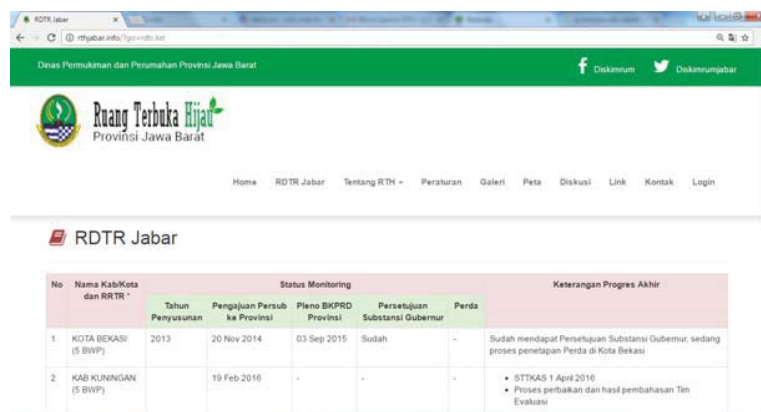 RDTR Jabar
rthjabar.info/?go=rdtr.list
Dinas Permukiman dan Perumahan Provinsi Jawa Barat
Diskimrum
Diskimrumjabar
Ruang Terbuka Hijau
Provinsi Jawa Barat
Home RDTR Jabar Tentang RTH Peraturan Galeri Peta Diskusi Link Kontak Login
RDTR Jabar
No Nama Kab/Kota dan RRTR * Status Monitoring Keterangan Progres Akhir
Tahun Penyusunan Pengajuan Persub ke Provinsi Pleno BKPRD Provinsi Persetujuan Substansi Gubernur Perda
1 KOTA BEKASI 2013 20 Nov 2014 03 Sep 2015 Sudah - Sudah mendapat Persetujuan Substansi Gubernur, sedang
(5 BWP) proses penetapan Perda di Kota Bekasi
2 KAB KUNINGAN 19 Feb 2016 - - - • STTKAS 1 April 2016
(5 BWP) • Proses perbaikan dan hasil pembahasan Tim
Evaluasi